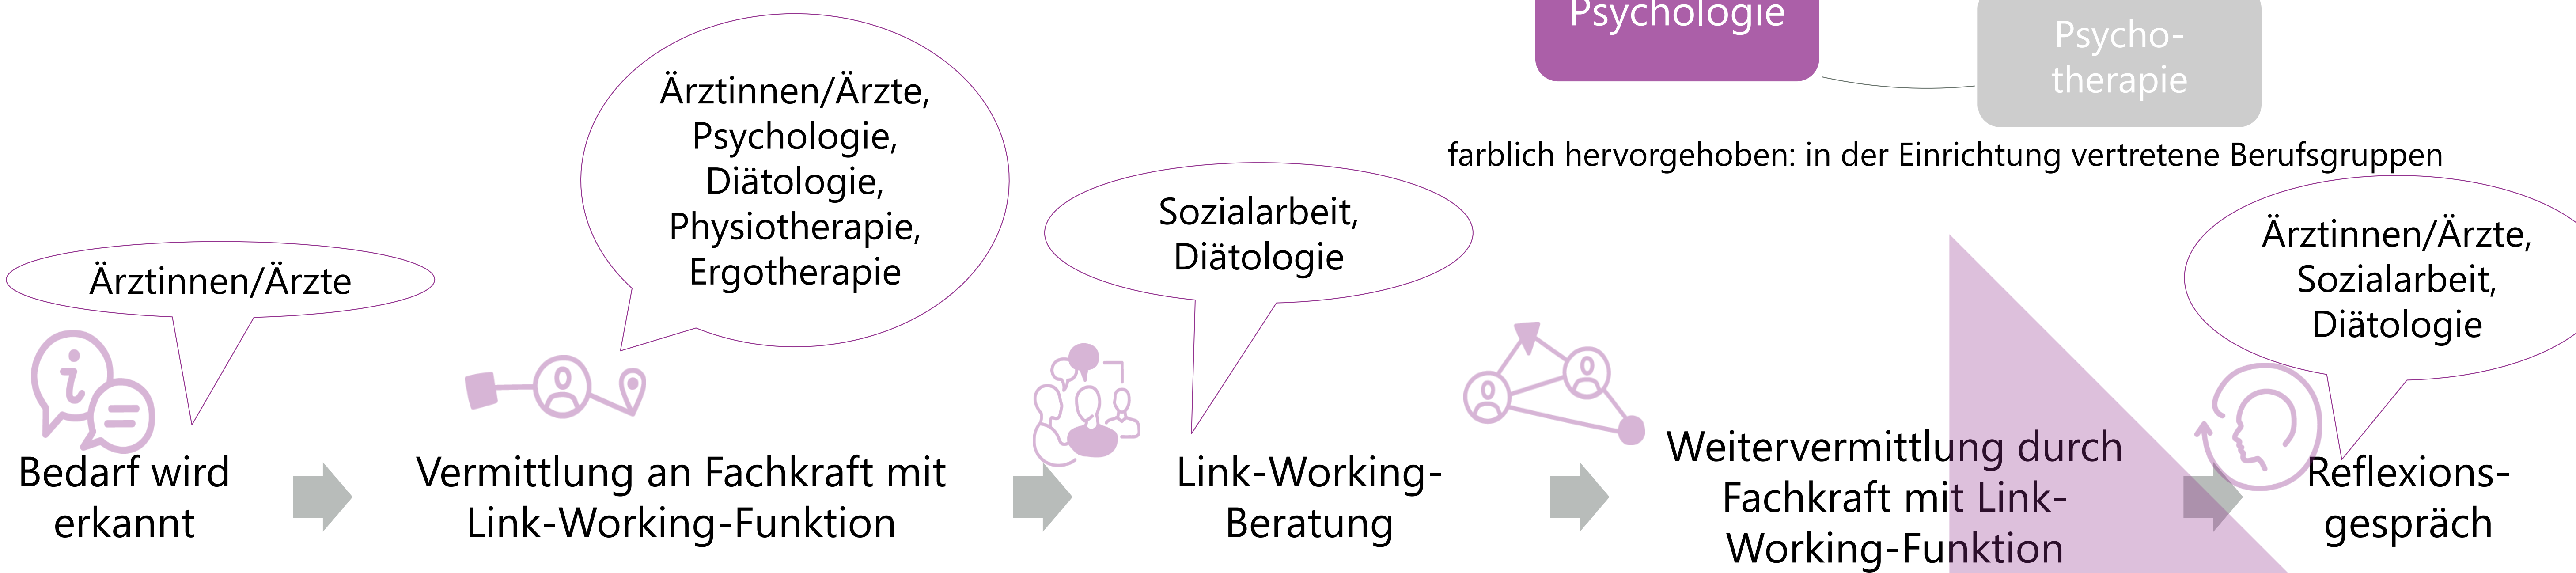 Psychologie
Psycho-
therapie
farblich hervorgehoben: in der Einrichtung vertretene Berufsgruppen
Ärztinnen/Ärzte
Ärztinnen/Ärzte,
Psychologie,
Diätologie,
Physiotherapie,
Ergotherapie
Sozialarbeit,
Diätologie
Ärztinnen/Ärzte,
Sozialarbeit,
Diätologie
Bedarf wird
erkannt
Vermittlung an Fachkraft mit
Link-Working-Funktion
Link-Working-
Beratung
Weitervermittlung durch
Fachkraft mit Link-
Working-Funktion
Reflexions-
gespräch